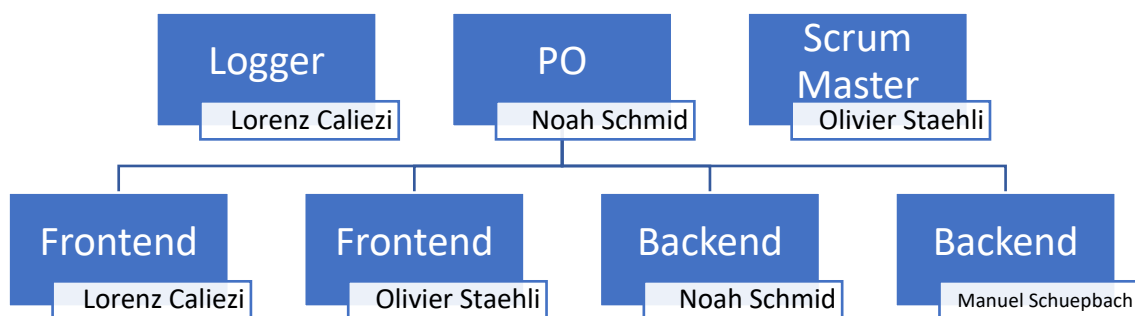 Logger
Lorenz Caliezi
PO
Noah Schmid
Scrum
Master
Olivier Staehli
Frontend
Lorenz Caliezi
Frontend
Olivier Staehli
Backend
Noah Schmid
Backend
Manuel Schuepbach